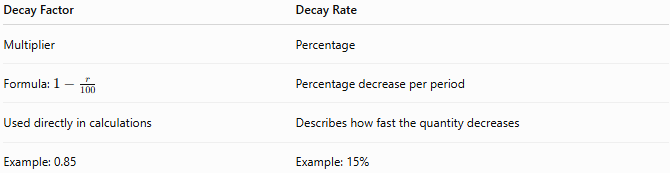 Decay Factor Decay Rate
Multiplier Percentage
Formula: 1 − r/100 Percentage decrease per period
Used directly in calculations Describes how fast the quantity decreases
Example: 0.85 Example: 15%